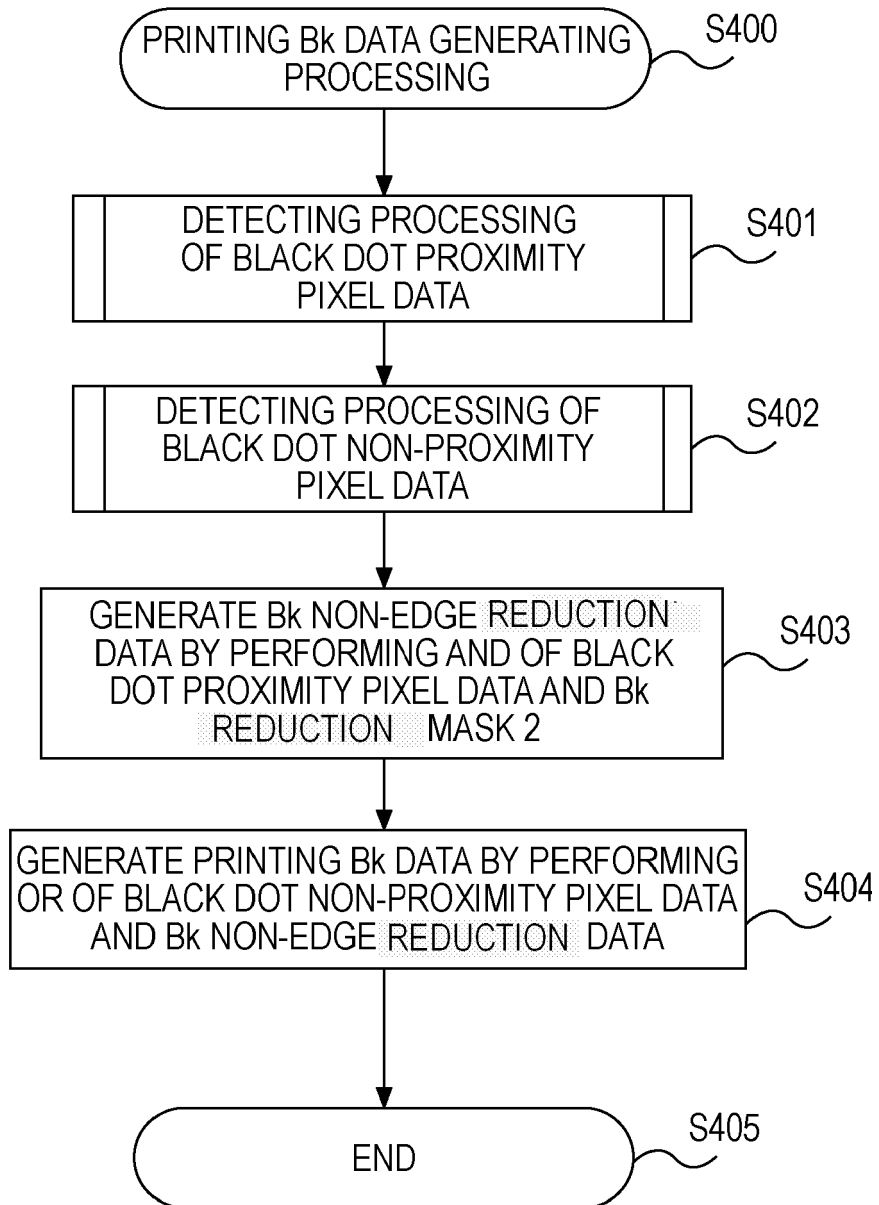 PRINTING Bk DATA GENERATING
PROCESSING
S400
DETECTING PROCESSING
OF BLACK DOT PROXIMITY
PIXEL DATA
S401
DETECTING PROCESSING OF
BLACK DOT NON-PROXIMITY
PIXEL DATA
S402
GENERATE Bk NON-EDGE REDUCTION
DATA BY PERFORMING AND OF BLACK
DOT PROXIMITY PIXEL DATA AND Bk
REDUCTION MASK 2
S403
GENERATE PRINTING Bk DATA BY PERFORMING
OR OF BLACK DOT NON-PROXIMITY PIXEL DATA
AND Bk NON-EDGE REDUCTION DATA
S404
END
S405